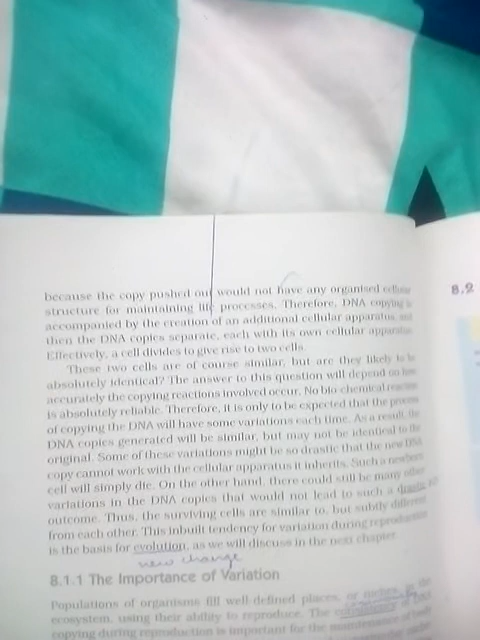 because the copy pushed out would not have any organised cellular
structure for maintaining life processes. Therefore, DNA copying is
accompanied by the creation of an additional cellular apparatus, and
then the DNA copies separate, each with its own cellular apparatus.
Effectively, a cell divides to give rise to two cells.
These two cells are of course similar, but are they likely to be
absolutely identical? The answer to this question will depend on how
accurately the copying reactions involved occur. No bio-chemical reaction
is absolutely reliable. Therefore, it is only to be expected that the process
of copying the DNA will have some variations each time. As a result, the
DNA copies generated will be similar, but may not be identical to the
original. Some of these variations might be so drastic that the new DNA
copy cannot work with the cellular apparatus it inherits. Such a newborn
cell will simply die. On the other hand, there could still be many other
variations in the DNA copies that would not lead to such a drastic
outcome. Thus, the surviving cells are similar to, but subtly different
from each other. This inbuilt tendency for variation during reproduction
is the basis for evolution, as we will discuss in the next chapter.
new change
8.1.1 The Importance of Variation
Populations of organisms fill well-defined places, or niches, in the
ecosystem, using their ability to reproduce. The of DNA
copying during reproduction is important for the maintenance of
8.2